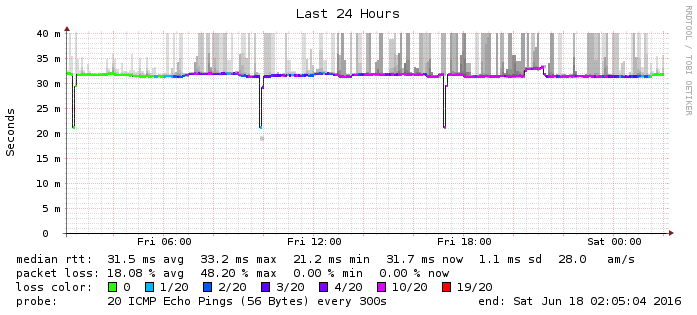 Last 24 Hours
RRDTOOL / TOBI OETIKER
Seconds
40 m
35 m
30 m
25 m
20 m
15 m
10 m
5 m
0
Fri 06:00 Fri 12:00 Fri 18:00 Sat 00:00
median rtt: 31.5 ms avg 33.2 ms max 21.2 ms min 31.7 ms now 1.1 ms sd 28.0 am/s
packet loss: 18.08 % avg 48.20 % max 0.00 % min 0.00 % now
loss color: 0 1/20 2/20 3/20 4/20 10/20 19/20
probe: 20 ICMP Echo Pings (56 Bytes) every 300s end: Sat Jun 18 02:05:04 2016